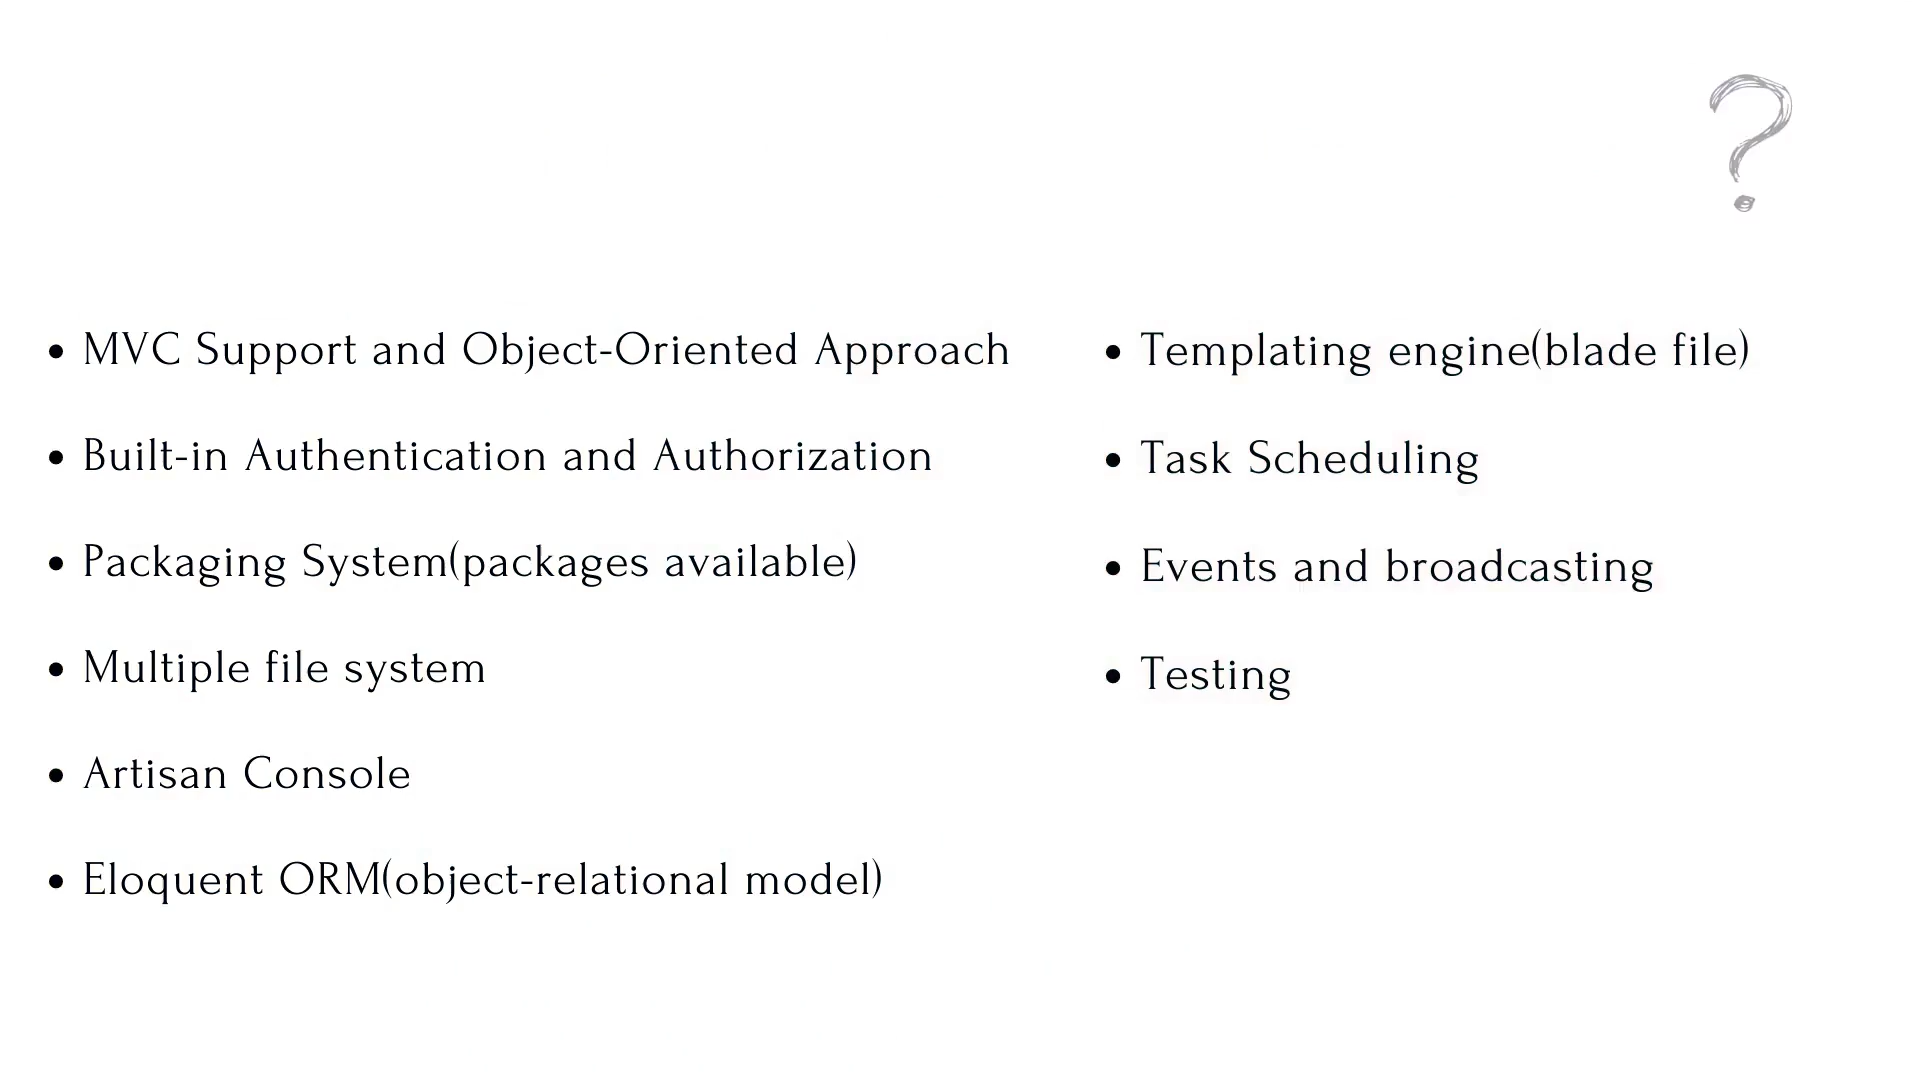 ?
• MVC Support and Object-Oriented Approach
• Built-in Authentication and Authorization
• Packaging System(packages available)
• Multiple file system
• Artisan Console
• Eloquent ORM(object-relational model)
• Templating engine(blade file)
• Task Scheduling
• Events and broadcasting
• Testing